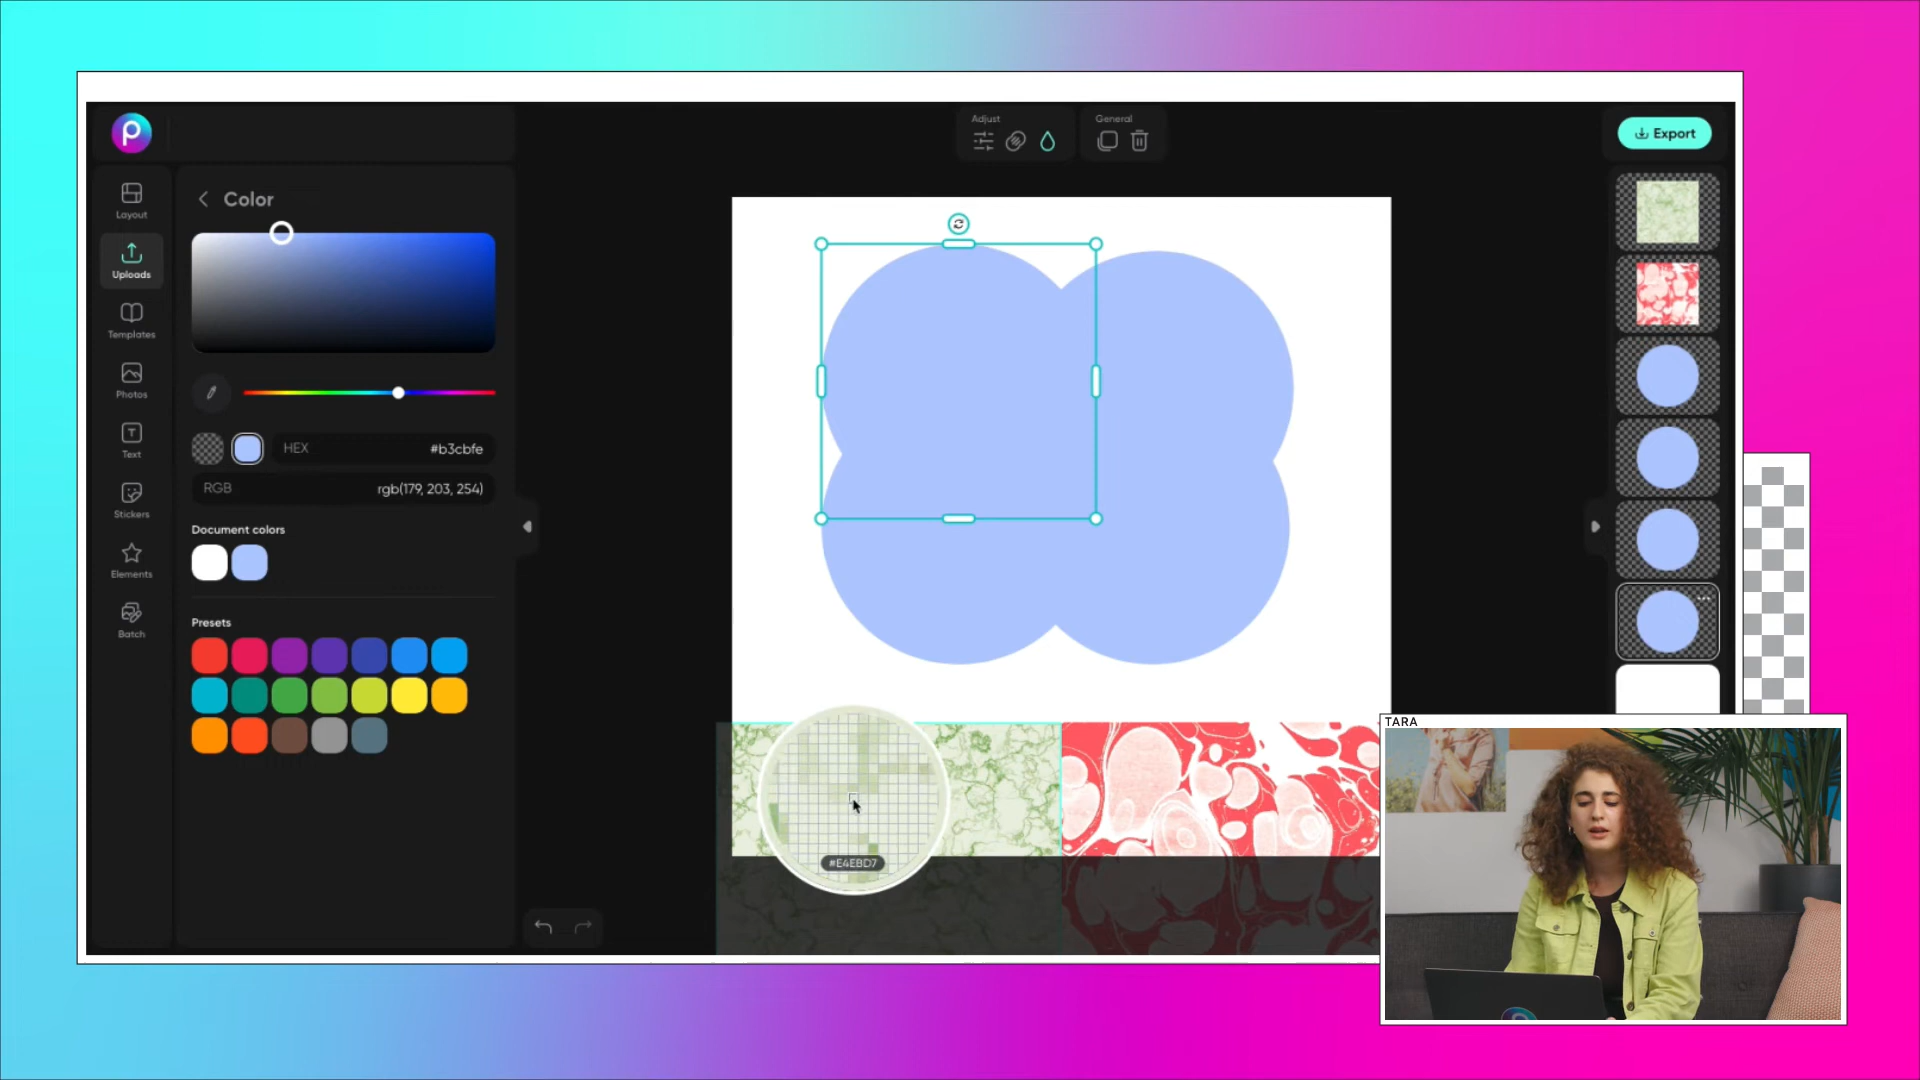 Adjust
General
Export
Layout
Uploads
Templates
Photos
Text
Stickers
Elements
Batch
Color
HEX
#b3cbfe
RGB
rgb(179, 203, 254)
Document colors
Presets
#E4EBD7
TARA